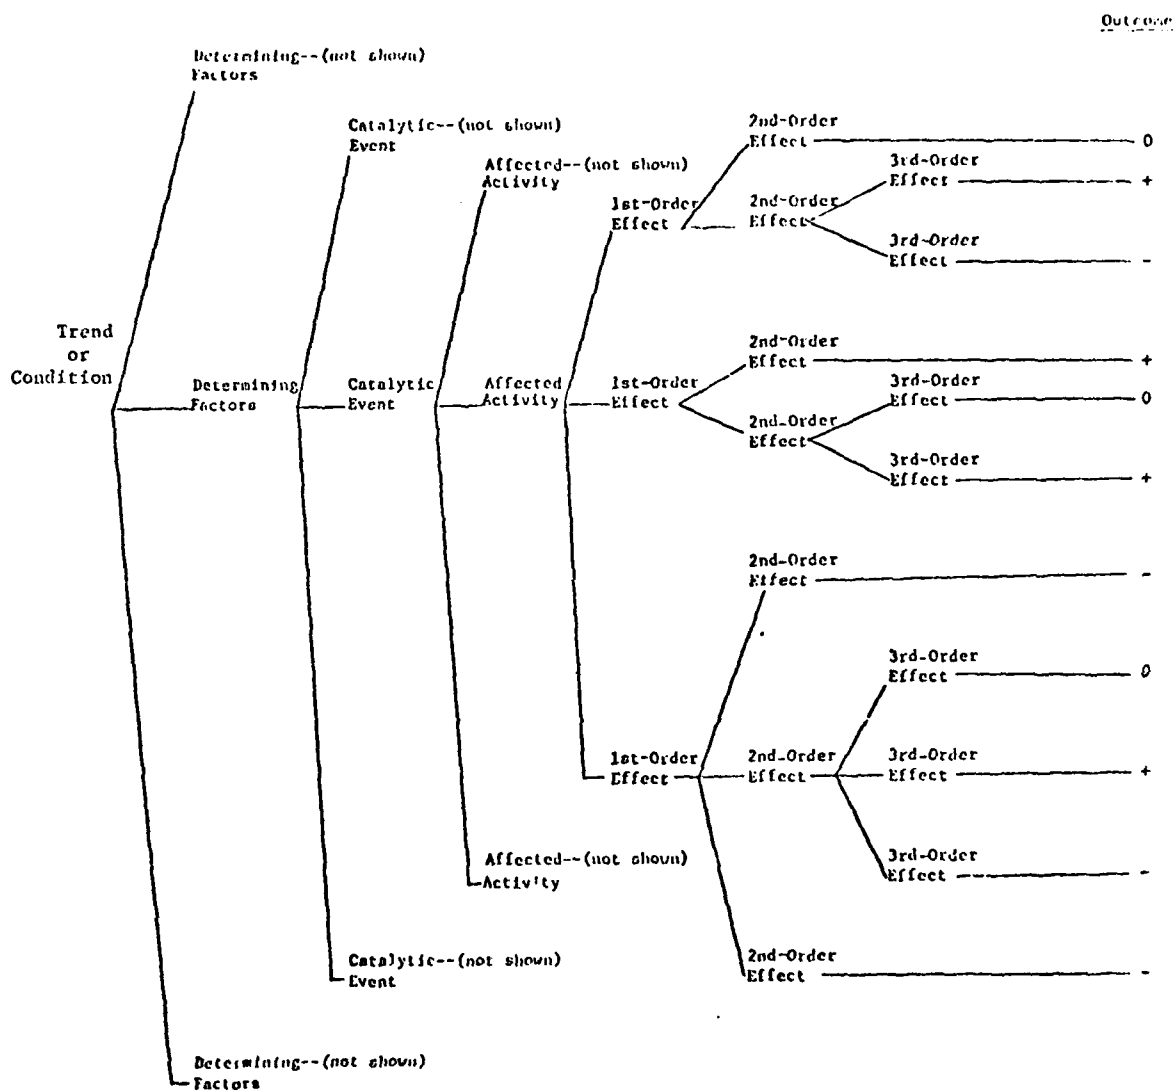 Outcome
Determining--(not shown)
Factors
Catalytic--(not shown)
Event
Affected--(not shown)
Activity
1st-Order
Effect
2nd-Order
Effect
O
2nd-Order
Effect
3rd-Order
Effect
+
3rd-Order
Effect
-
Trend
or
Condition
Determining
Factors
Catalytic
Event
Affected
Activity
1st-Order
Effect
2nd-Order
Effect
+
2nd-Order
Effect
3rd-Order
Effect
O
3rd-Order
Effect
+
1st-Order
Effect
2nd-Order
Effect
-
2nd-Order
Effect
3rd-Order
Effect
O
3rd-Order
Effect
+
3rd-Order
Effect
-
2nd-Order
Effect
-
Affected--(not shown)
Activity
Catalytic--(not shown)
Event
Determining--(not shown)
Factors